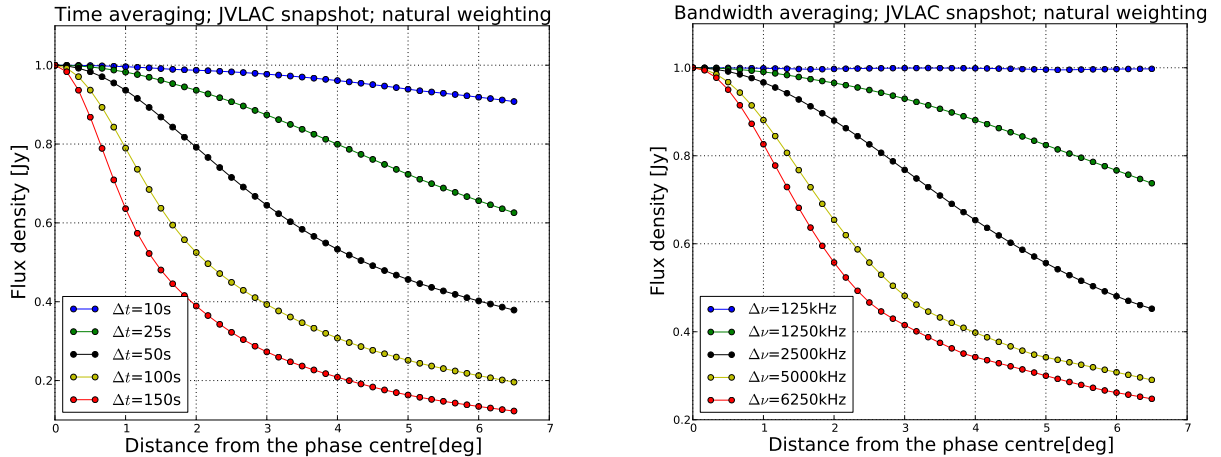 Time averaging; JVLAC snapshot; natural weighting
Flux density [Jy]
1.0
0.8
0.6
0.4
0.2
Δt=10s
Δt=25s
Δt=50s
Δt=100s
Δt=150s
0 1 2 3 4 5 6 7
Distance from the phase centre[deg]
Bandwidth averaging; JVLAC snapshot; natural weighting
Flux density [Jy]
1.0
0.8
0.6
0.4
0.2
Δν=125kHz
Δν=1250kHz
Δν=2500kHz
Δν=5000kHz
Δν=6250kHz
0 1 2 3 4 5 6 7
Distance from the phase centre[deg]